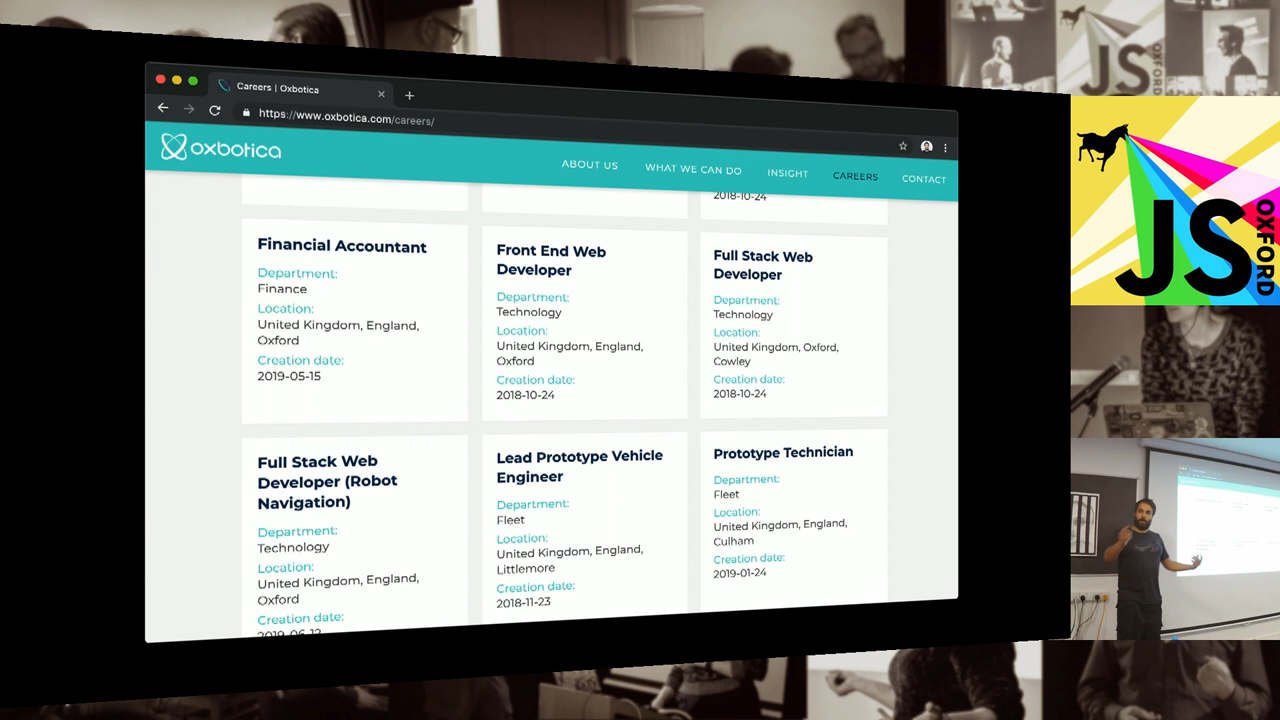 Careers | Oxbotica
https://www.oxbotica.com/careers/
oxbotica
ABOUT US
WHAT WE CAN DO
INSIGHT
CAREERS
CONTACT
2018-10-24
Financial Accountant
Department:
Finance
Location:
United Kingdom, England,
Oxford
Creation date:
2019-05-15
Front End Web
Developer
Department:
Technology
Location:
United Kingdom, England,
Oxford
Creation date:
2018-10-24
Full Stack Web
Developer
Department:
Technology
Location:
United Kingdom, Oxford,
Cowley
Creation date:
2018-10-24
Full Stack Web
Developer (Robot
Navigation)
Department:
Technology
Location:
United Kingdom, England,
Oxford
Creation date:
2019-06-12
Lead Prototype Vehicle
Engineer
Department:
Fleet
Location:
United Kingdom, England,
Littlemore
Creation date:
2018-11-23
Prototype Technician
Department:
Fleet
Location:
United Kingdom, England,
Culham
Creation date:
2019-01-24
JS
OXFORD
JS
OXFORD